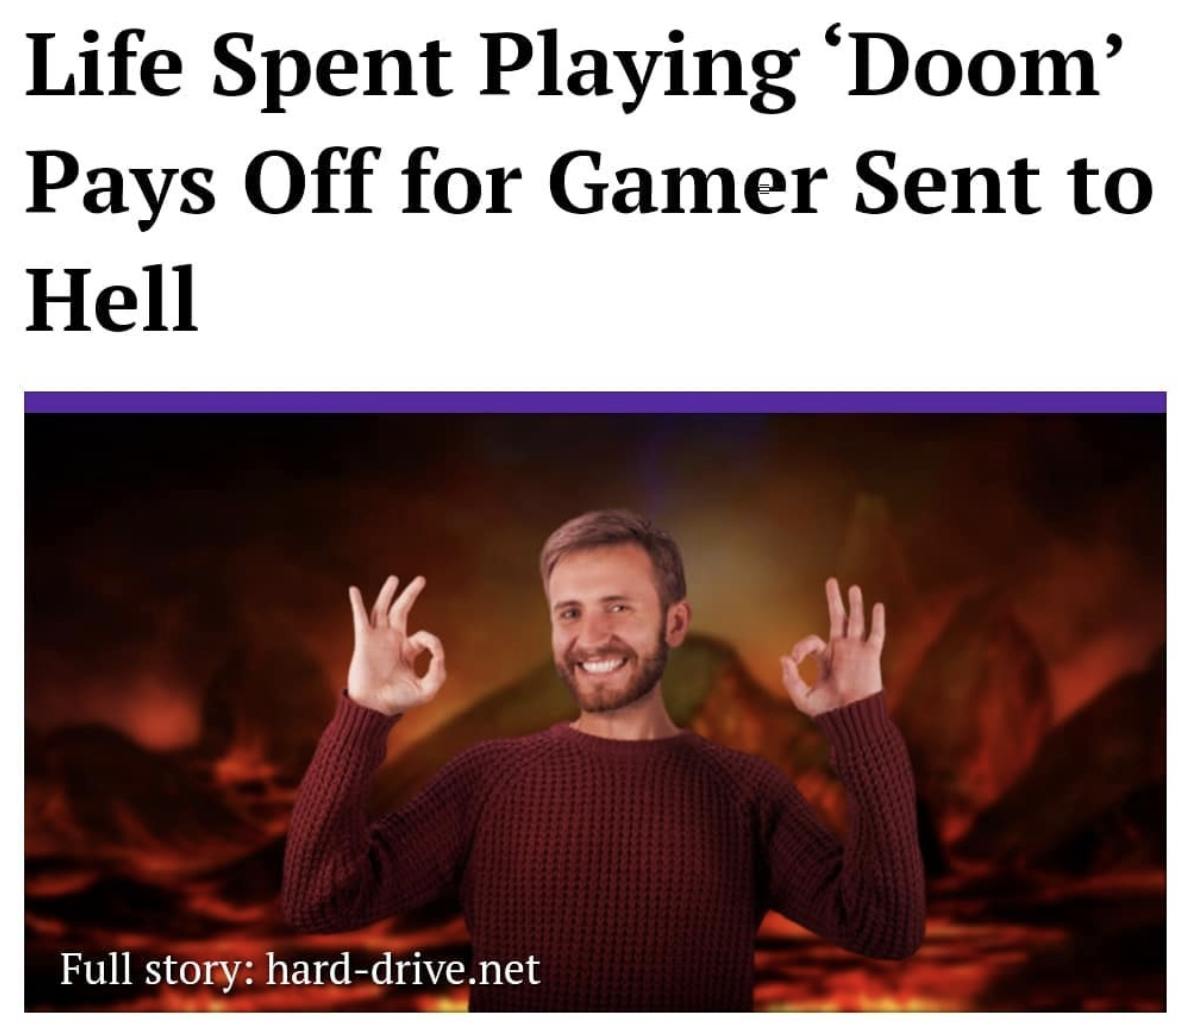 Life Spent Playing ‘Doom’
Pays Off for Gamer Sent to
Hell
Full story: hard-drive.net